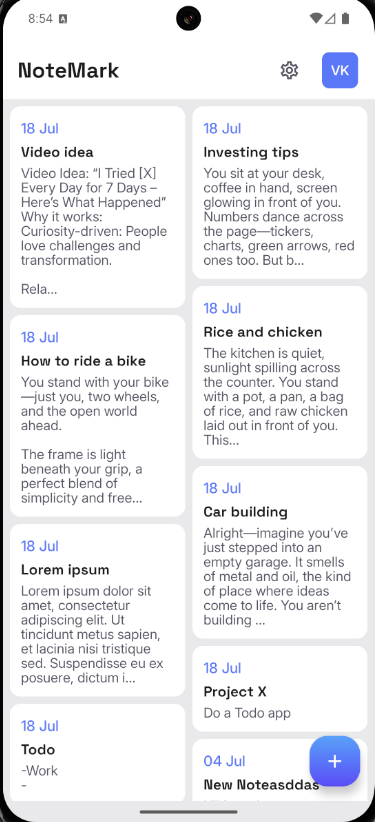 8:54 A
NoteMark
VK
18 Jul
Video idea
Video Idea: “I Tried [X]
Every Day for 7 Days –
Here’s What Happened”
Why it works:
Curiosity-driven: People
love challenges and
transformation.
Rela...
18 Jul
How to ride a bike
You stand with your bike
—just you, two wheels,
and the open world
ahead.
The frame is light
beneath your grip, a
perfect blend of
simplicity and free...
18 Jul
Lorem ipsum
Lorem ipsum dolor sit
amet, consectetur
adipiscing elit. Ut
tincidunt metus sapien,
et lacinia nisi tristique
sed. Suspendisse eu ex
posuere, dictum i...
18 Jul
Todo
-Work
-
18 Jul
Investing tips
You sit at your desk,
coffee in hand, screen
glowing in front of you.
Numbers dance across
the page—tickers,
charts, green arrows, red
ones too. But b...
18 Jul
Rice and chicken
The kitchen is quiet,
sunlight spilling across
the counter. You stand
with a pot, a pan, a bag
of rice, and raw chicken
laid out in front of you.
This...
18 Jul
Car building
Alright—imagine you’ve
just stepped into an
empty garage. It smells
of metal and oil, the kind
of place where ideas
come to life. You aren’t
building ...
18 Jul
Project X
Do a Todo app
04 Jul
New Noteasddas
+